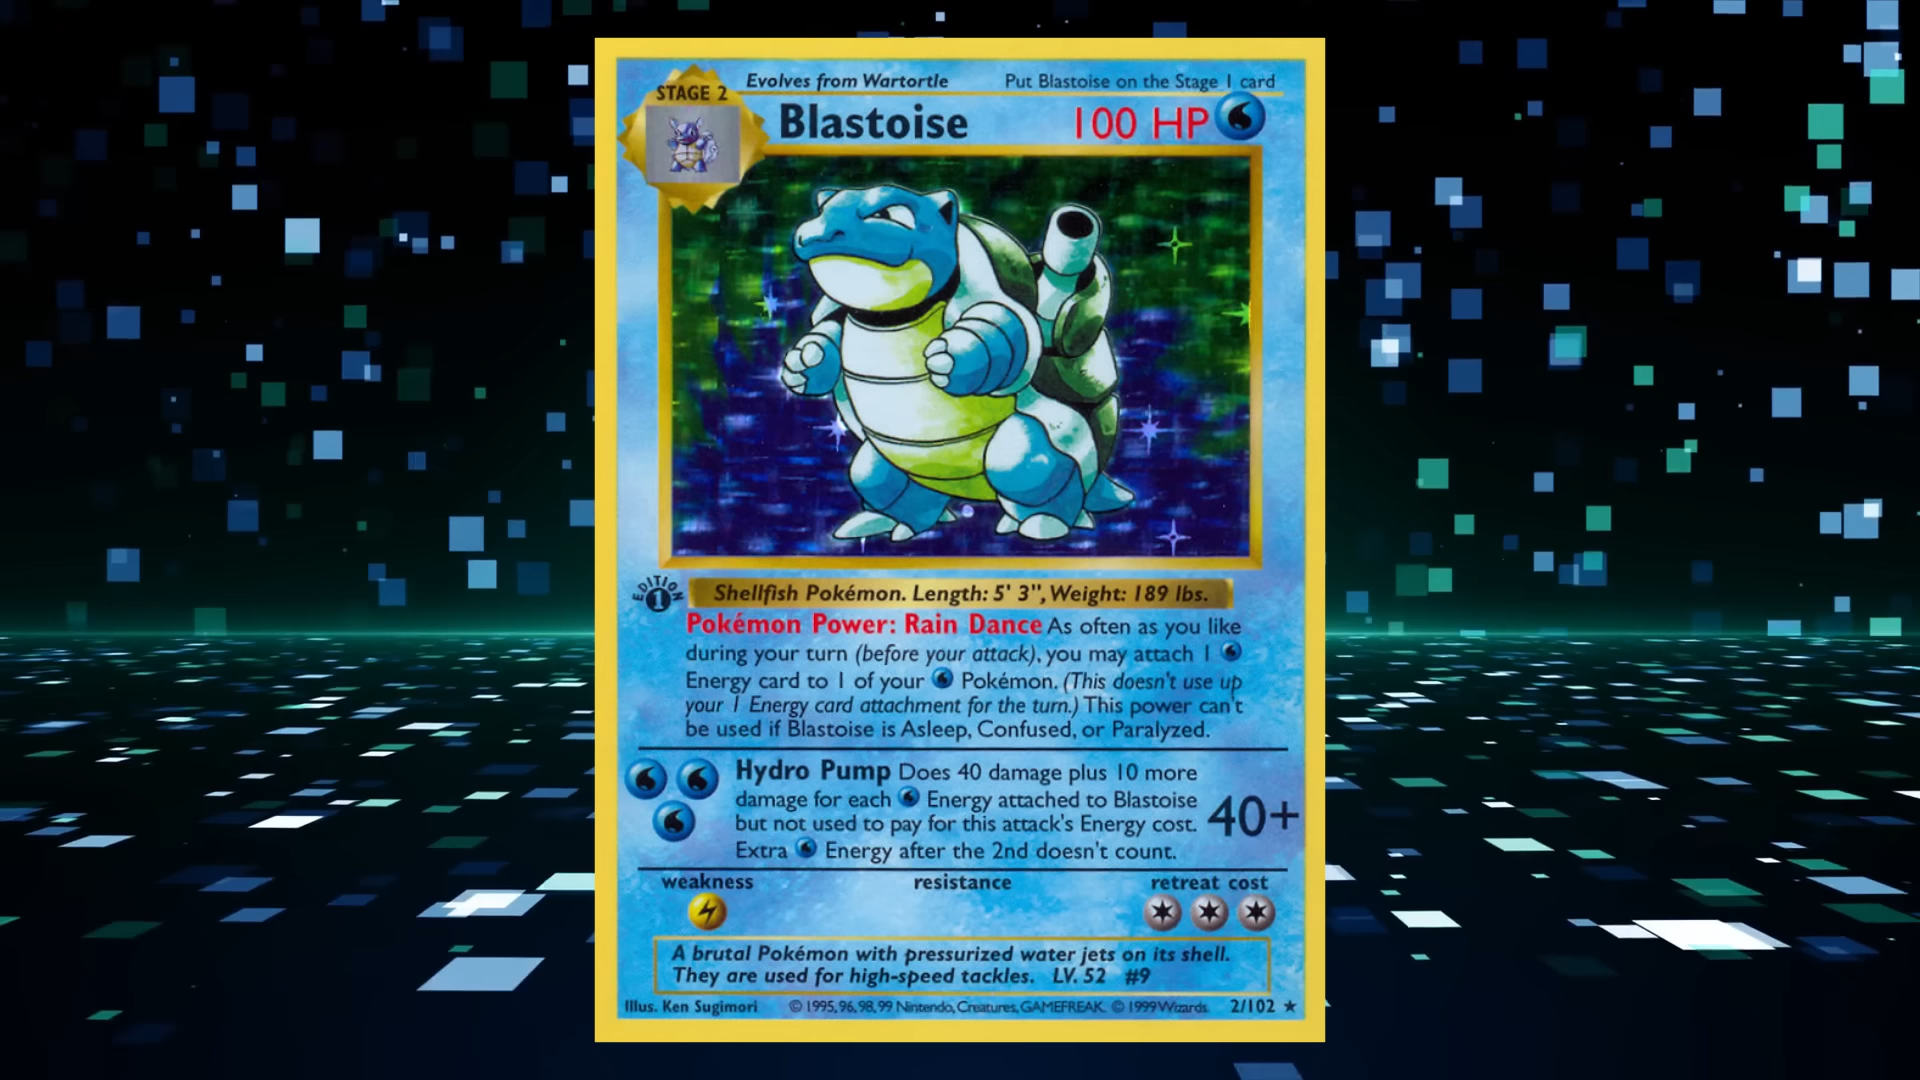 Evolves from Wartortle Put Blastoise on the Stage 1 card
STAGE 2
Blastoise 100 HP
EDITION
1
Shellfish Pokémon. Length: 5' 3", Weight: 189 lbs.
Pokémon Power: Rain Dance As often as you like
during your turn (before your attack), you may attach 1
Energy card to 1 of your Pokémon. (This doesn't use up
your 1 Energy card attachment for the turn.) This power can't
be used if Blastoise is Asleep, Confused, or Paralyzed.
Hydro Pump Does 40 damage plus 10 more
damage for each Energy attached to Blastoise
but not used to pay for this attack's Energy cost.
Extra Energy after the 2nd doesn't count.
40+
weakness resistance retreat cost
A brutal Pokémon with pressurized water jets on its shell.
They are used for high-speed tackles. LV. 52 #9
Illus. Ken Sugimori © 1995, 96, 98, 99 Nintendo, Creatures, GAMEFREAK. © 1999 Wizards. 2/102 ★